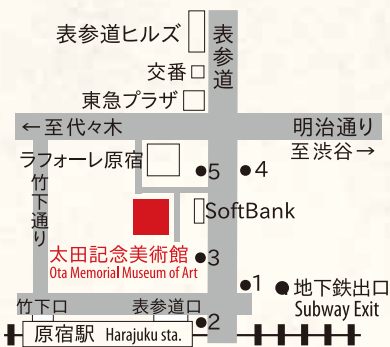 表参道ヒルズ
表参道
交番
東急プラザ
←至代々木
明治通り
至渋谷→
ラフォーレ原宿
5
4
竹下通り
SoftBank
太田記念美術館
Ota Memorial Museum of Art
3
1
地下鉄出口
Subway Exit
竹下口
表参道口
2
原宿駅 Harajuku sta.